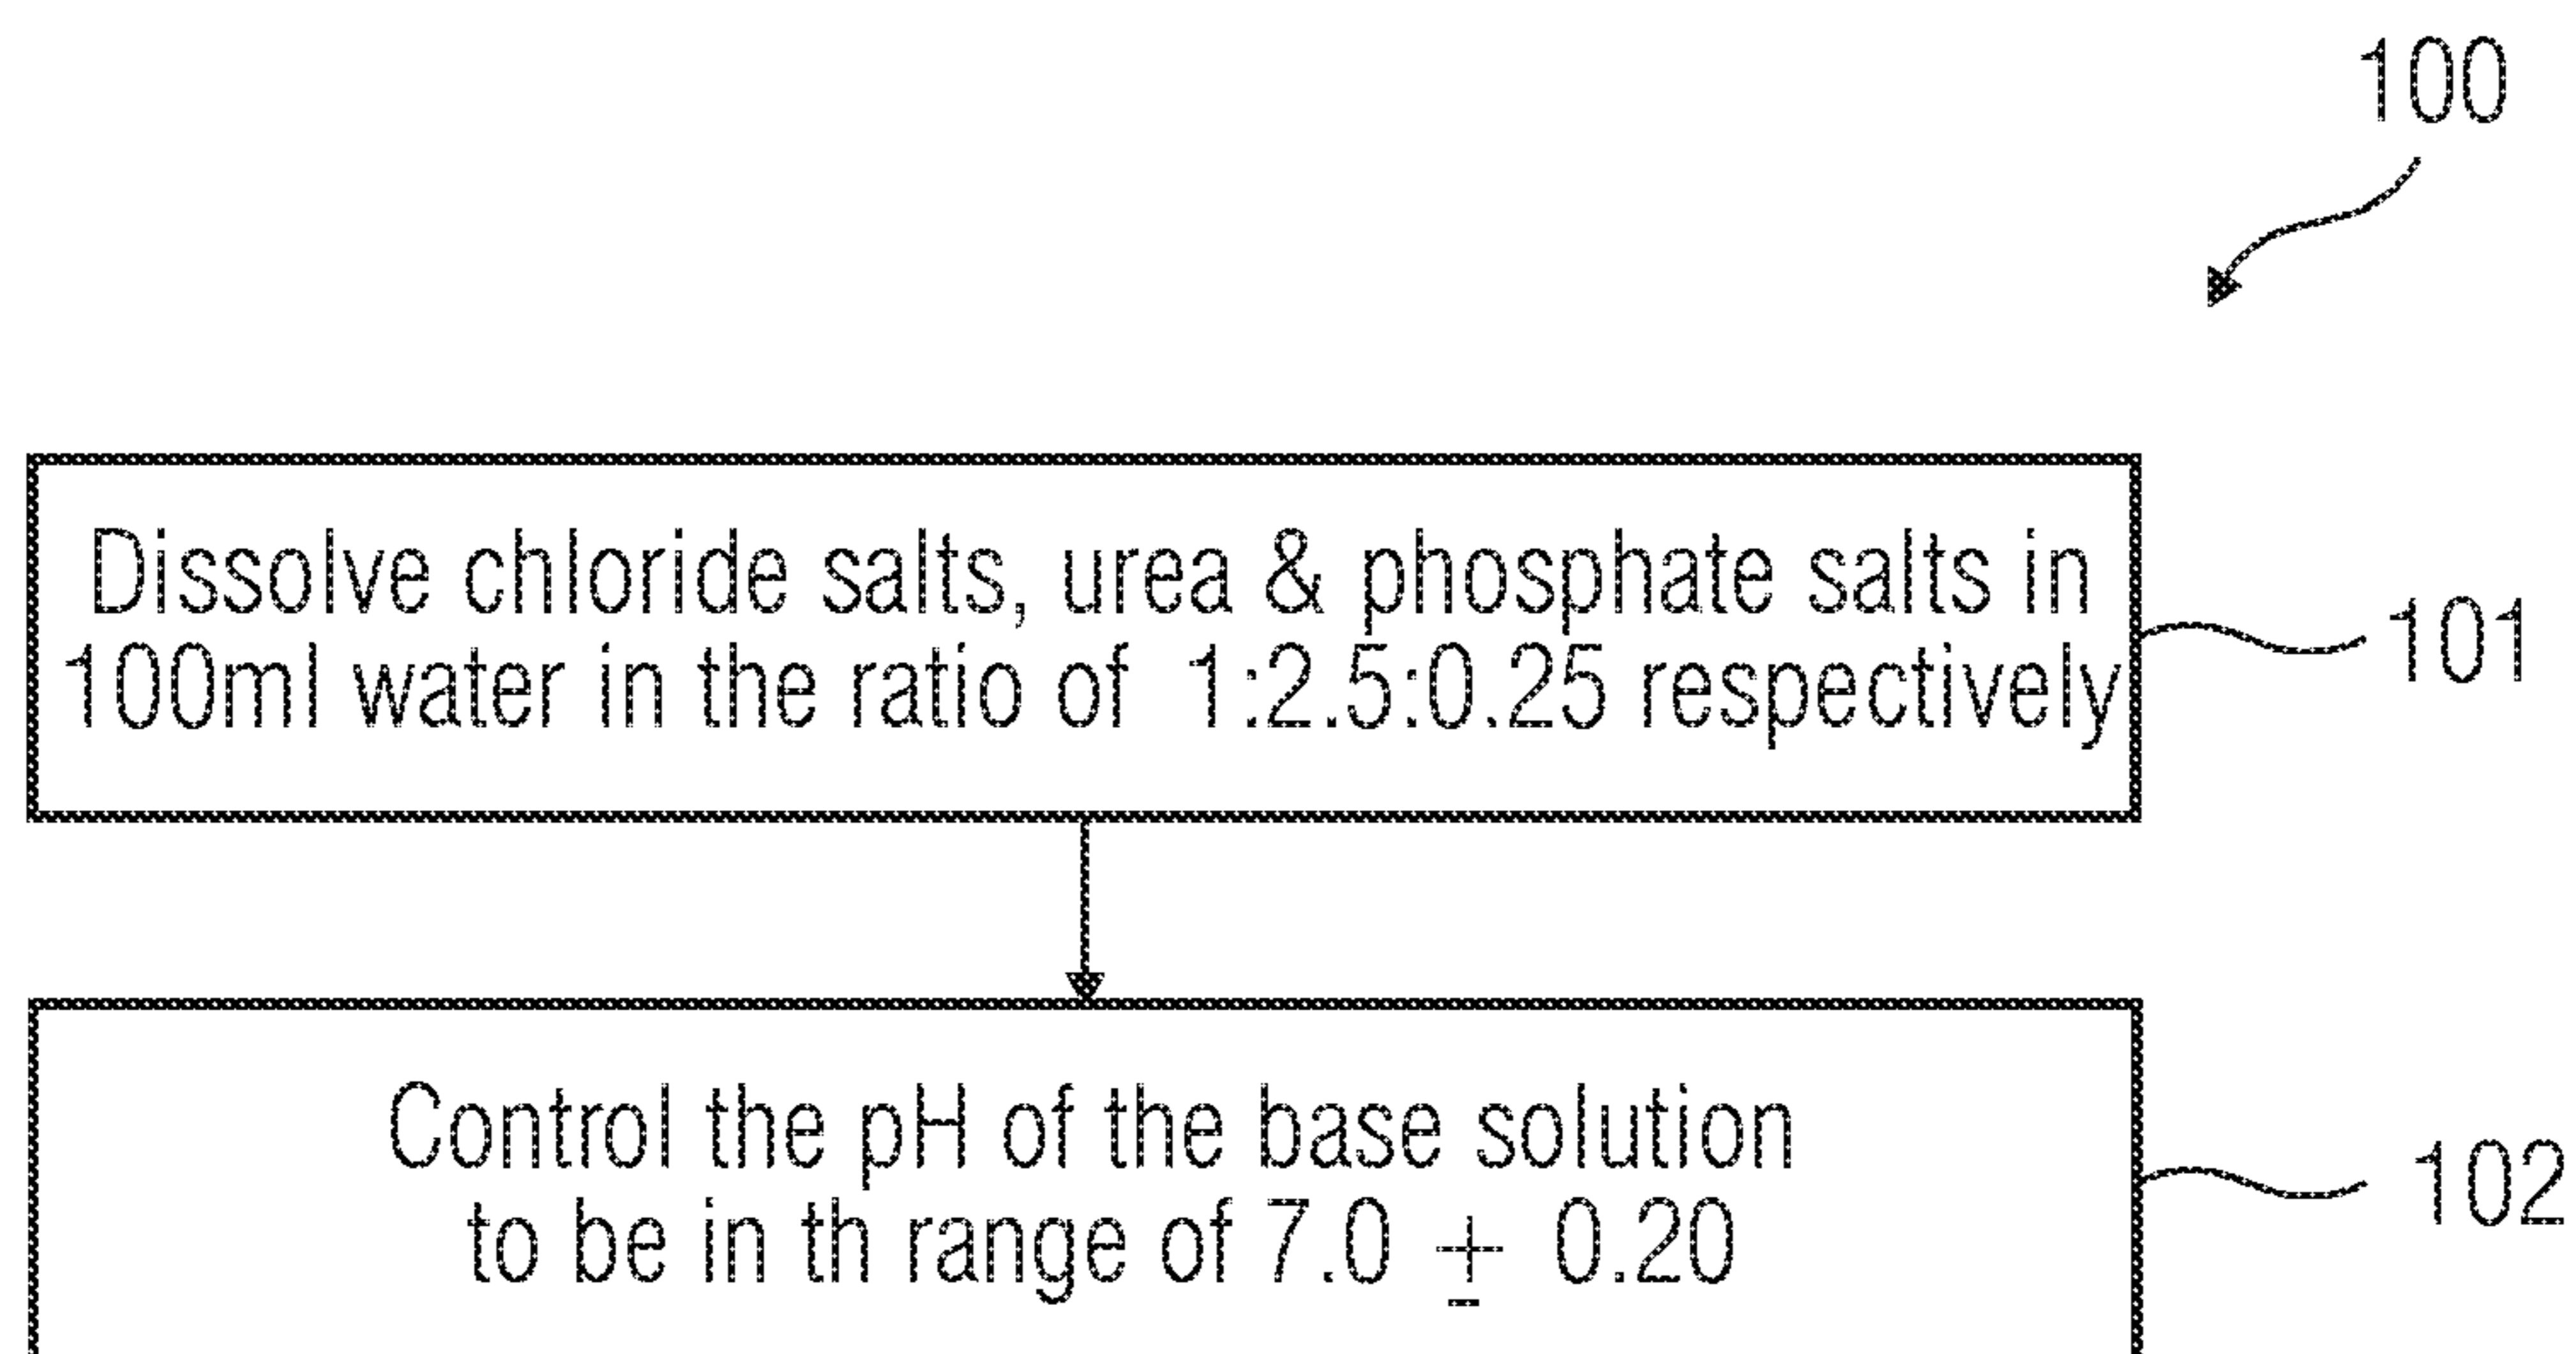 100
Dissolve chloride salts, urea & phosphate salts in
100ml water in the ratio of 1:2.5:0.25 respectively
101
Control the pH of the base solution
to be in th range of 7.0 ± 0.20
102